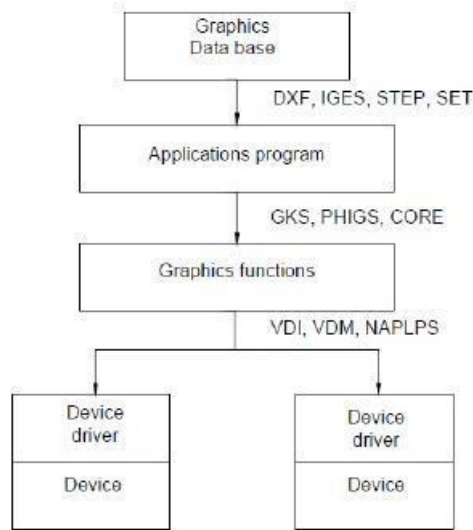 Graphics
Data base
DXF, IGES, STEP, SET
Applications program
GKS, PHIGS, CORE
Graphics functions
VDI, VDM, NAPLPS
Device
driver
Device
Device
driver
Device